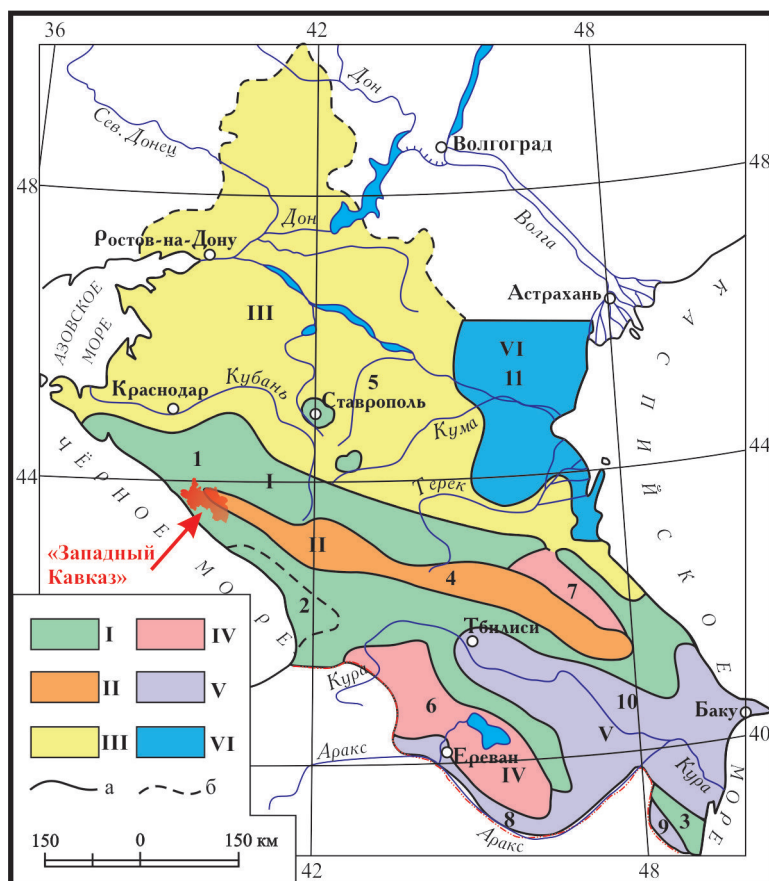 36
42
48
Дон
Сев. Донец
Волгоград
48
48
Дон
Волга
Ростов-на-Дону
Астрахань
АЗОВСКОЕ
МОРЕ
III
VI
11
КАСПИЙСКОЕ МОРЕ
5
Краснодар
Кубань
Ставрополь
Кума
44
44
1
I
Терек
ЧЁРНОЕ МОРЕ
«Западный
Кавказ»
II
4
7
2
Тбилиси
Кура
6
10
V
Баку
40
Аракс
Ереван
IV
Кура
8
Аракс
9
3
I
IV
II
V
III
VI
а
б
150
0
150 км
42
48